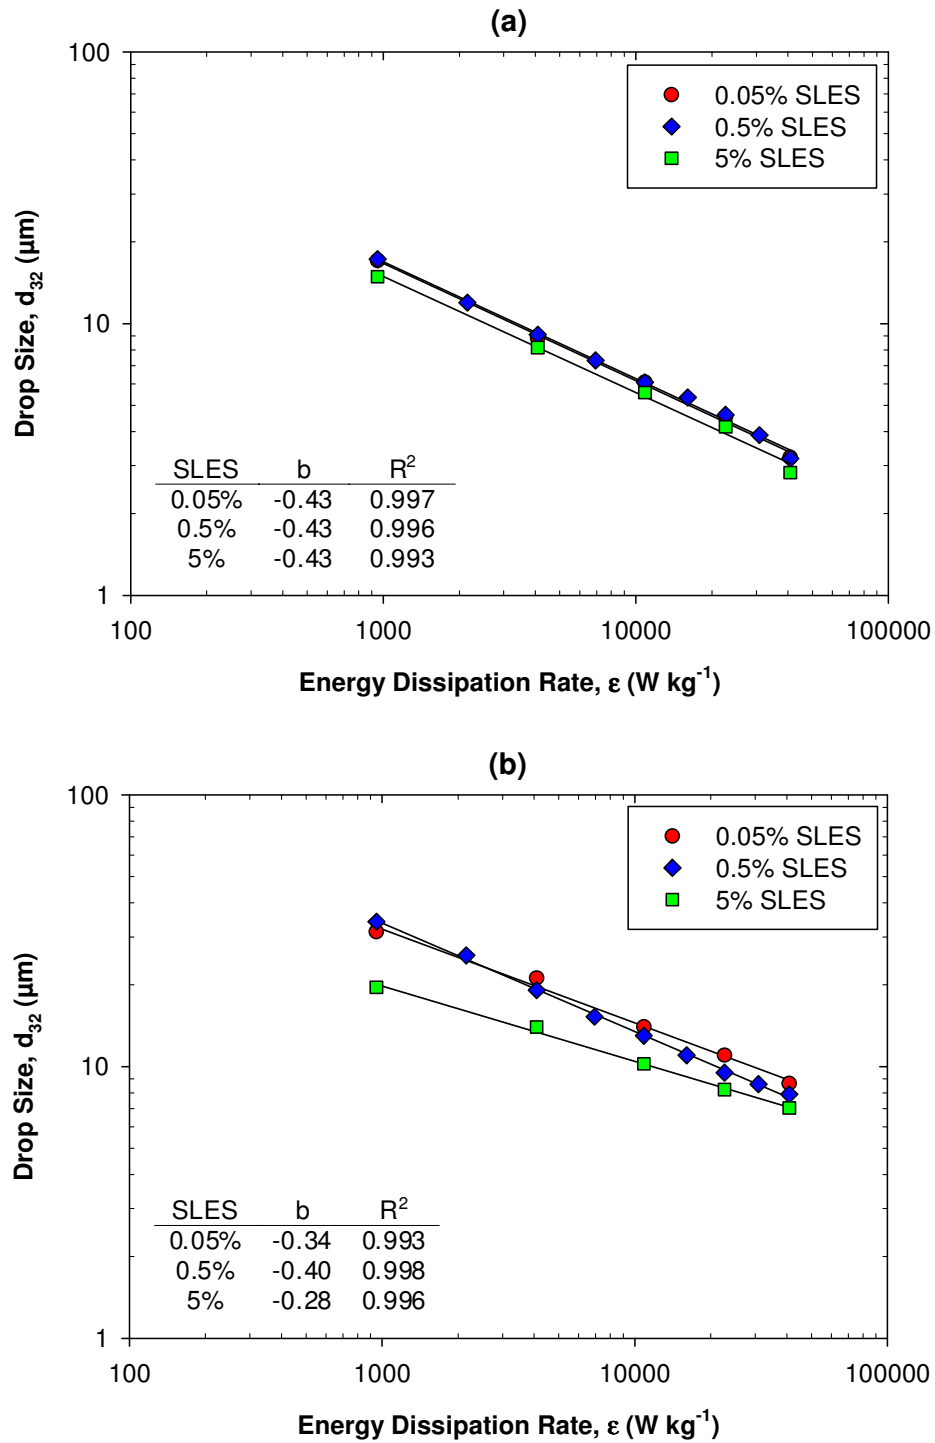 (a)
100
0.05% SLES
0.5% SLES
5% SLES
Drop Size, d32 (µm)
10
SLES b R2
0.05% -0.43 0.997
0.5% -0.43 0.996
5% -0.43 0.993
1
100 1000 10000 100000
Energy Dissipation Rate, ε (W kg-1)
(b)
100
0.05% SLES
0.5% SLES
5% SLES
Drop Size, d32 (µm)
10
SLES b R2
0.05% -0.34 0.993
0.5% -0.40 0.998
5% -0.28 0.996
1
100 1000 10000 100000
Energy Dissipation Rate, ε (W kg-1)